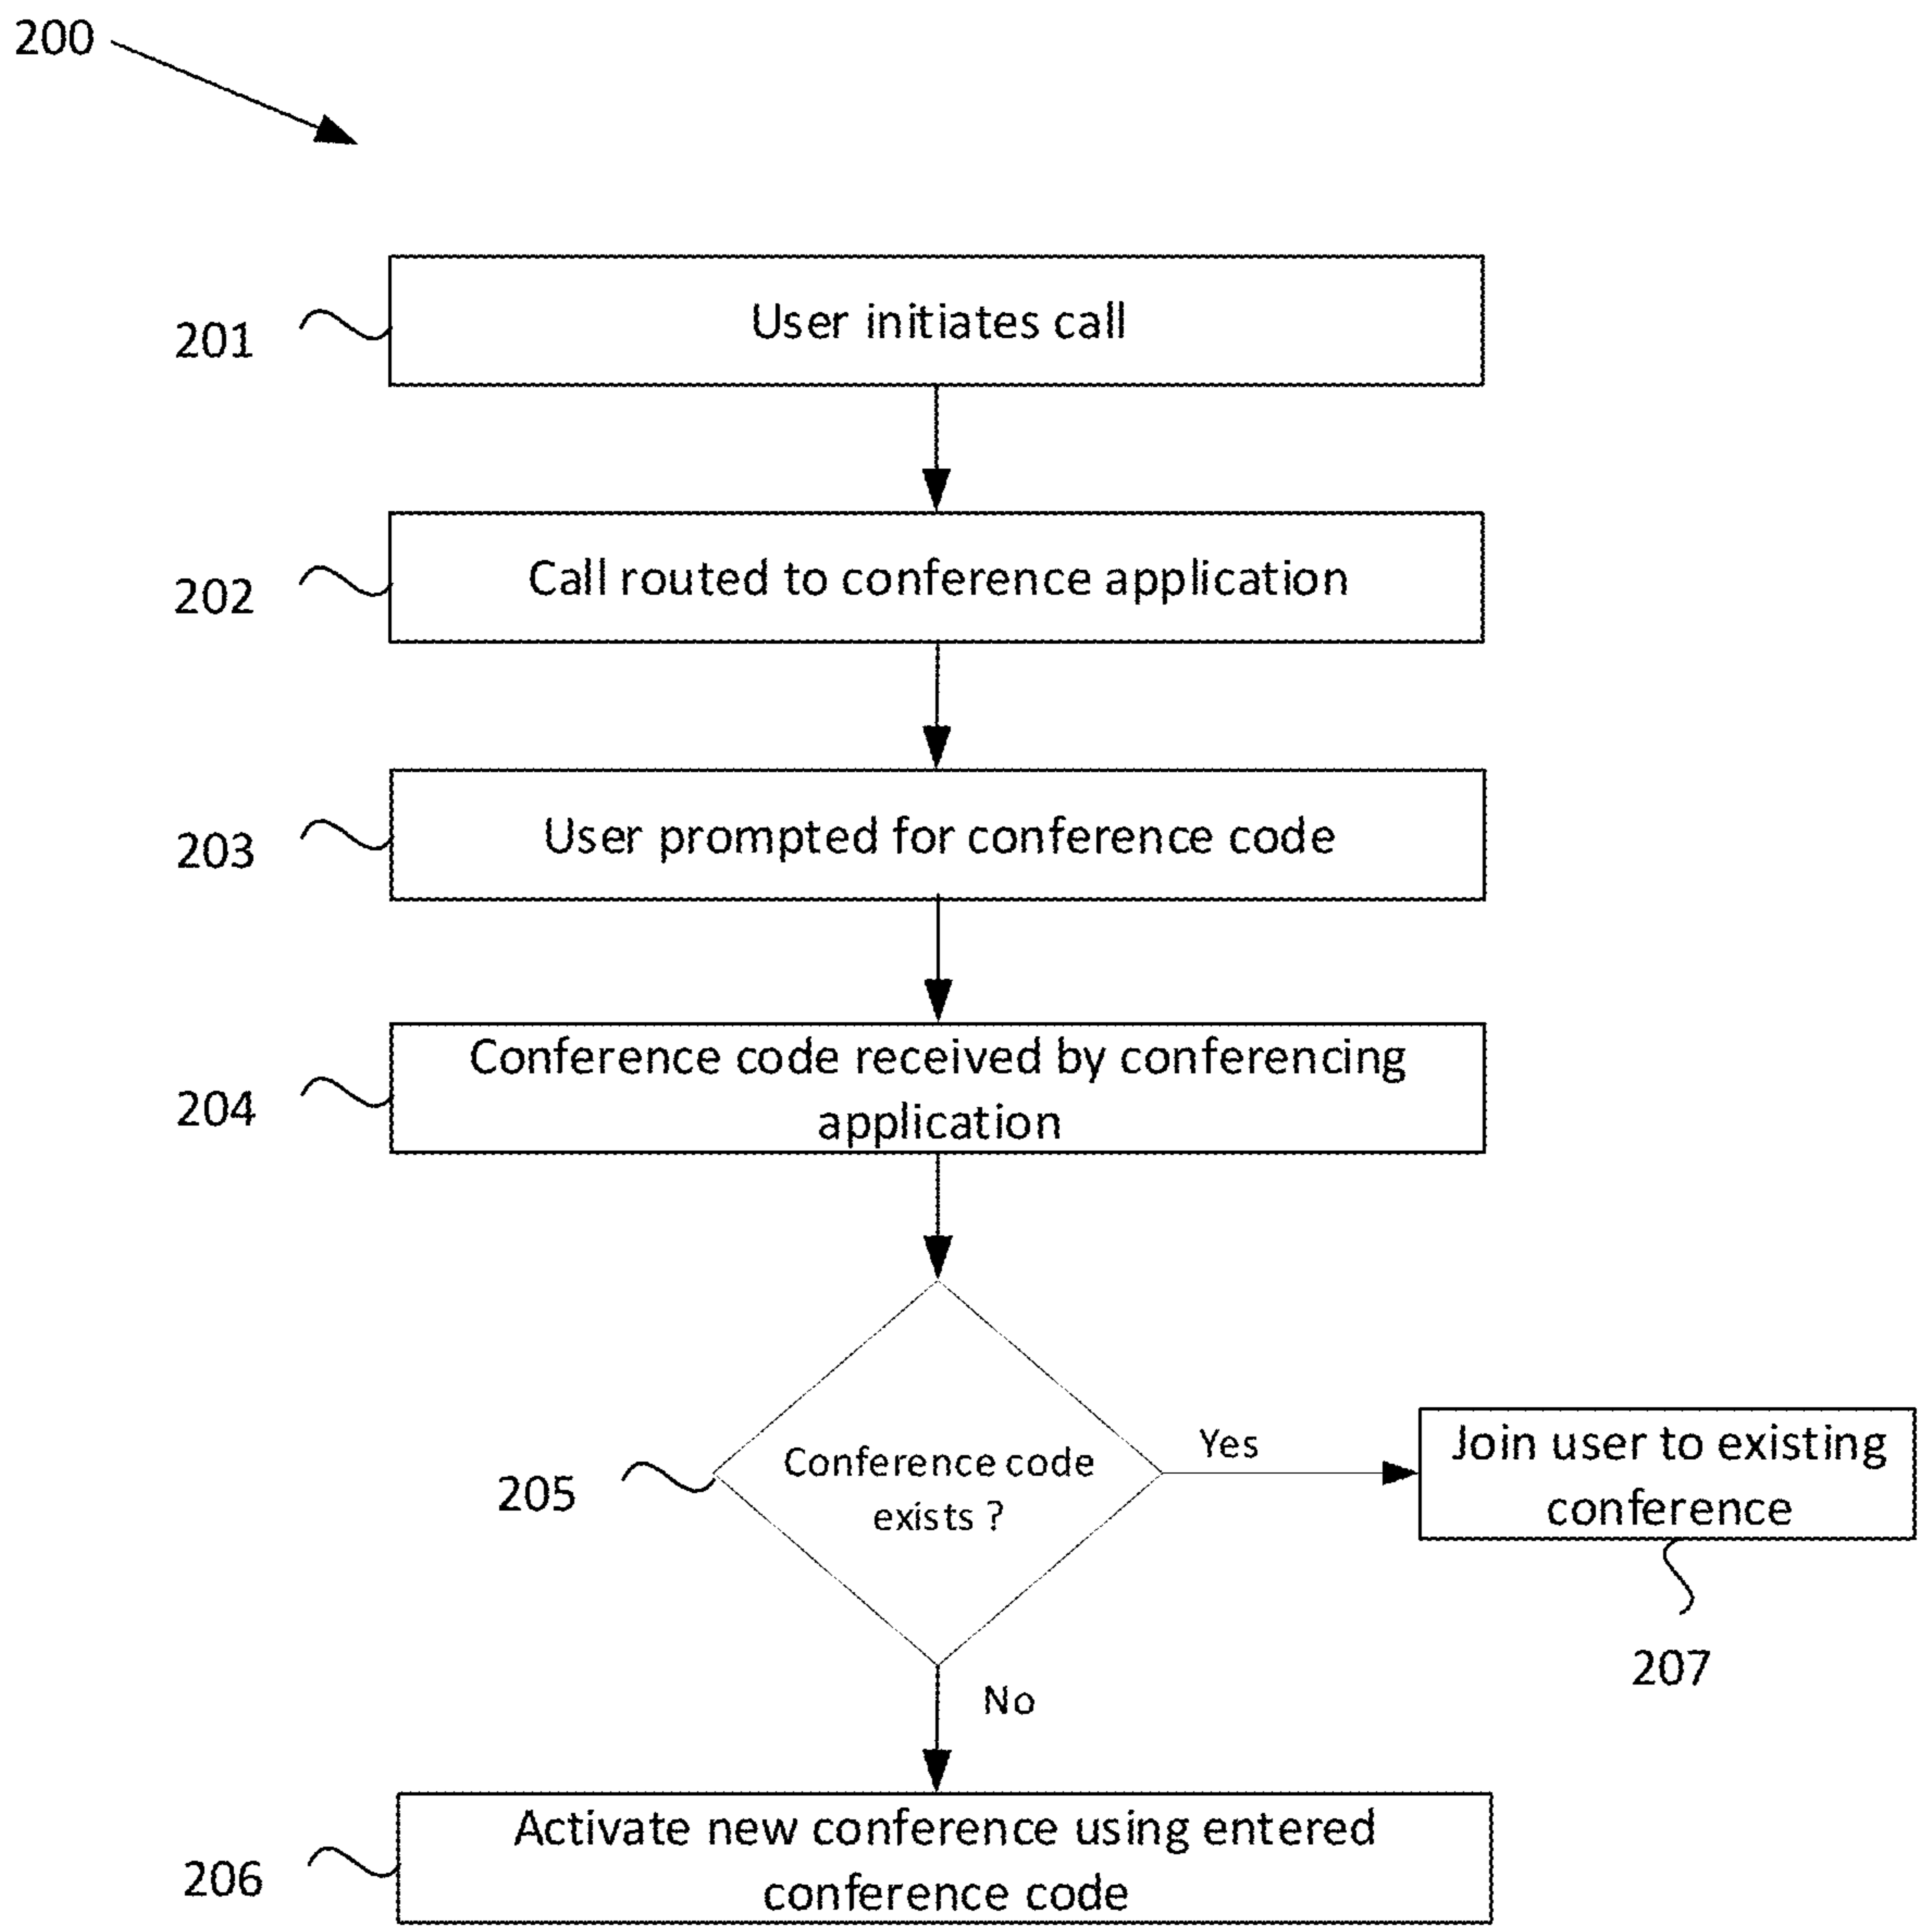 200
User initiates call
201
Call routed to conference application
202
User prompted for conference code
203
Conference code received by conferencing
application
204
Conference code
exists ?
205
Yes
Join user to existing
conference
207
No
Activate new conference using entered
conference code
206